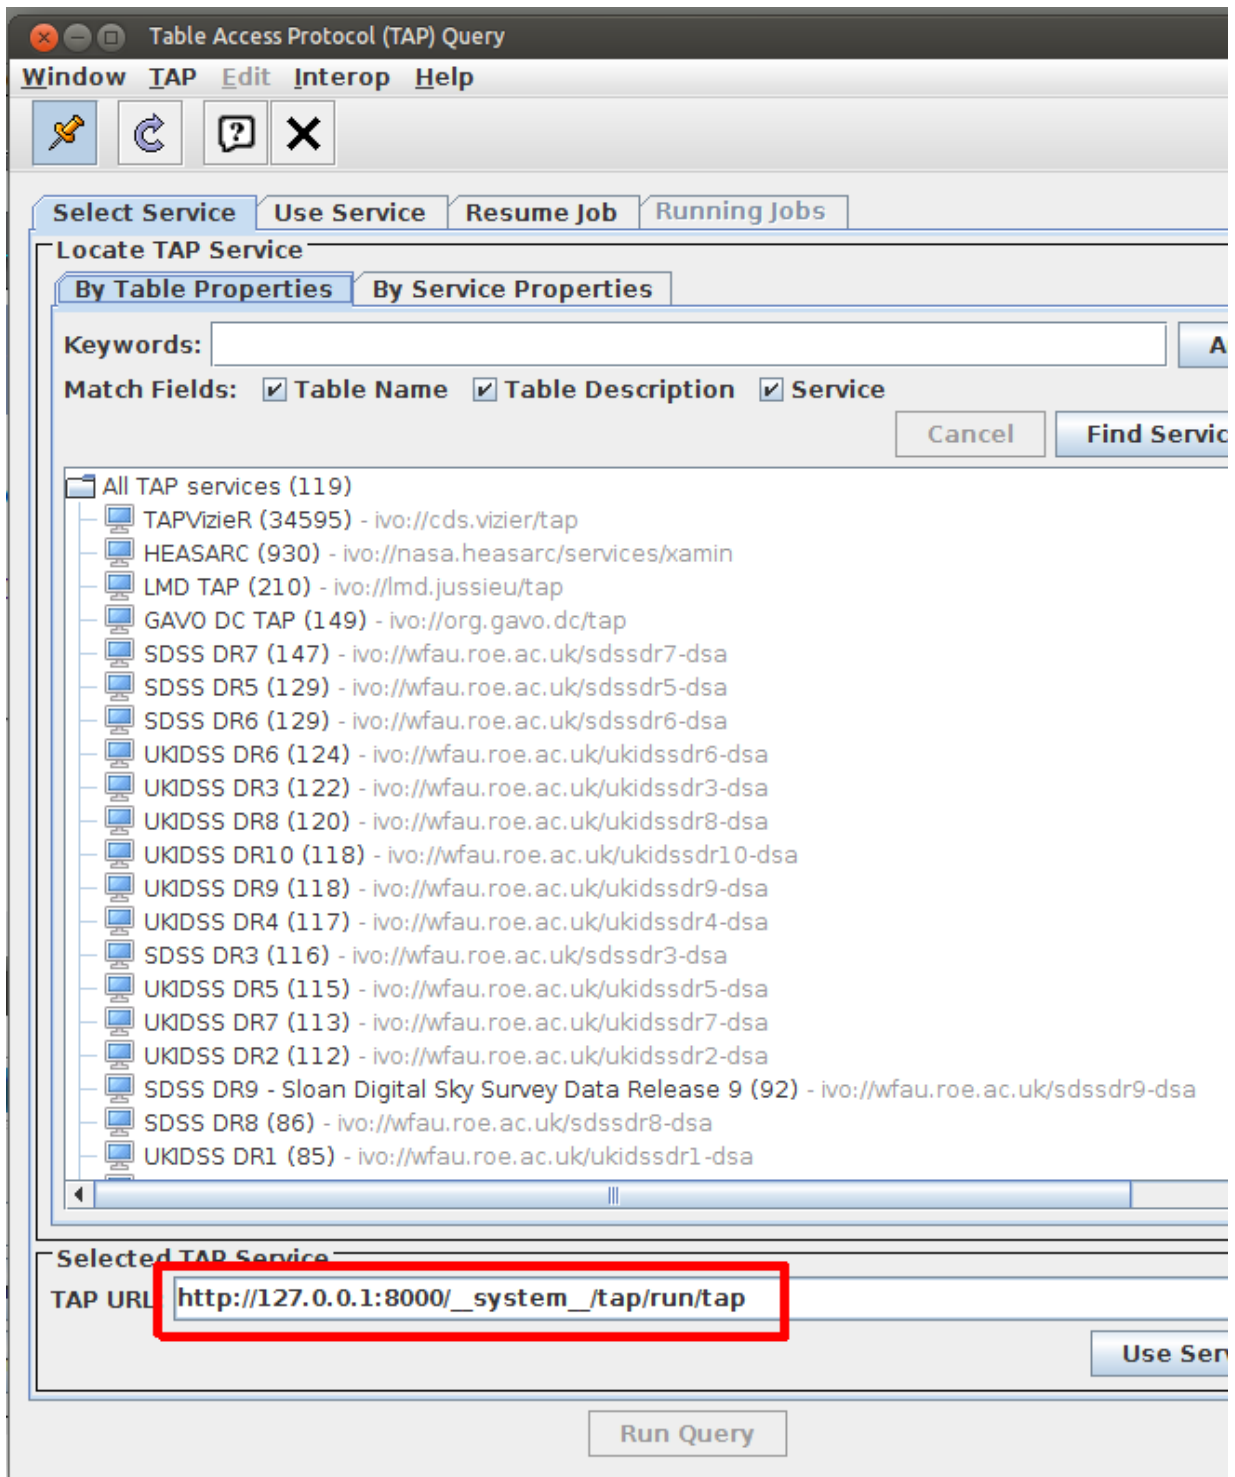 Table Access Protocol (TAP) Query
Window TAP Edit Interop Help
Select Service Use Service Resume Job Running Jobs
Locate TAP Service
By Table Properties By Service Properties
Keywords: A
Match Fields: Table Name Table Description Service
Cancel Find Servic
All TAP services (119)
TAPVizieR (34595) - ivo://cds.vizier/tap
HEASARC (930) - ivo://nasa.heasarc/services/xamin
LMD TAP (210) - ivo://lmd.jussieu/tap
GAVO DC TAP (149) - ivo://org.gavo.dc/tap
SDSS DR7 (147) - ivo://wfau.roe.ac.uk/sdssdr7-dsa
SDSS DR5 (129) - ivo://wfau.roe.ac.uk/sdssdr5-dsa
SDSS DR6 (129) - ivo://wfau.roe.ac.uk/sdssdr6-dsa
UKIDSS DR6 (124) - ivo://wfau.roe.ac.uk/ukidssdr6-dsa
UKIDSS DR3 (122) - ivo://wfau.roe.ac.uk/ukidssdr3-dsa
UKIDSS DR8 (120) - ivo://wfau.roe.ac.uk/ukidssdr8-dsa
UKIDSS DR10 (118) - ivo://wfau.roe.ac.uk/ukidssdr10-dsa
UKIDSS DR9 (118) - ivo://wfau.roe.ac.uk/ukidssdr9-dsa
UKIDSS DR4 (117) - ivo://wfau.roe.ac.uk/ukidssdr4-dsa
SDSS DR3 (116) - ivo://wfau.roe.ac.uk/sdssdr3-dsa
UKIDSS DR5 (115) - ivo://wfau.roe.ac.uk/ukidssdr5-dsa
UKIDSS DR7 (113) - ivo://wfau.roe.ac.uk/ukidssdr7-dsa
UKIDSS DR2 (112) - ivo://wfau.roe.ac.uk/ukidssdr2-dsa
SDSS DR9 - Sloan Digital Sky Survey Data Release 9 (92) - ivo://wfau.roe.ac.uk/sdssdr9-dsa
SDSS DR8 (86) - ivo://wfau.roe.ac.uk/sdssdr8-dsa
UKIDSS DR1 (85) - ivo://wfau.roe.ac.uk/ukidssdr1-dsa
Selected TAP Service
TAP URL http://127.0.0.1:8000/__system__/tap/run/tap
Use Ser
Run Query